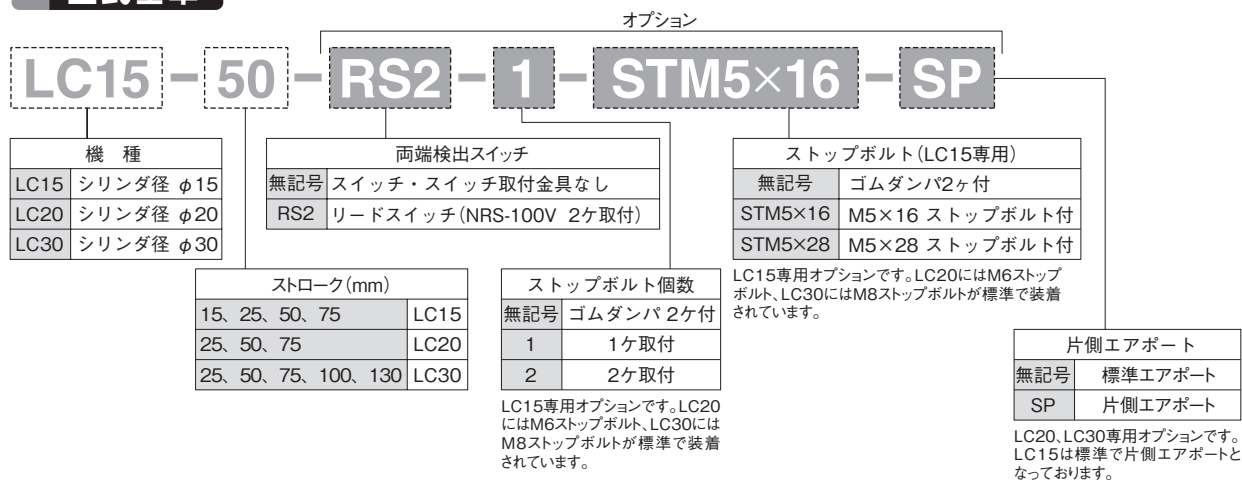 オプション
LC15-50-RS2-1-STM5×16-SP
機 種
LC15 シリンダ径 φ15
LC20 シリンダ径 φ20
LC30 シリンダ径 φ30
両端検出スイッチ
無記号 スイッチ・スイッチ取付金具なし
RS2 リードスイッチ(NRS-100V 2ケ取付)
ストップボルト(LC15専用)
無記号 ゴムダンパ2ヶ付
STM5×16 M5×16 ストップボルト付
STM5×28 M5×28 ストップボルト付
LC15専用オプションです。LC20にはM6ストップ
ボルト、LC30にはM8ストップボルトが標準で装着
されています。
ストローク(mm)
15、25、50、75 LC15
25、50、75 LC20
25、50、75、100、130 LC30
ストップボルト個数
無記号 ゴムダンパ 2ケ付
1 1ケ取付
2 2ケ取付
LC15専用オプションです。LC20
にはM6ストップボルト、LC30には
M8ストップボルトが標準で装着
されています。
片側エアポート
無記号 標準エアポート
SP 片側エアポート
LC20、LC30専用オプションです。
LC15は標準で片側エアポートと
なっております。